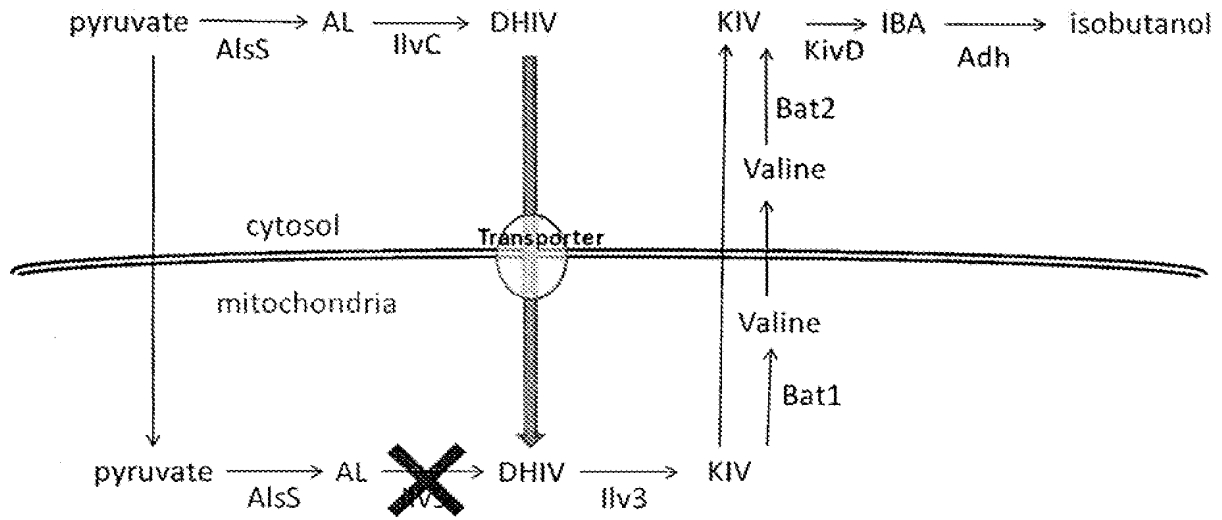 pyruvate AL DHIV KIV IBA isobutanol
AlsS IlvC KivD Adh
Bat2
Valine
cytosol
Transporter
mitochondria
Valine
Bat1
pyruvate AL DHIV KIV
AlsS Ilv3